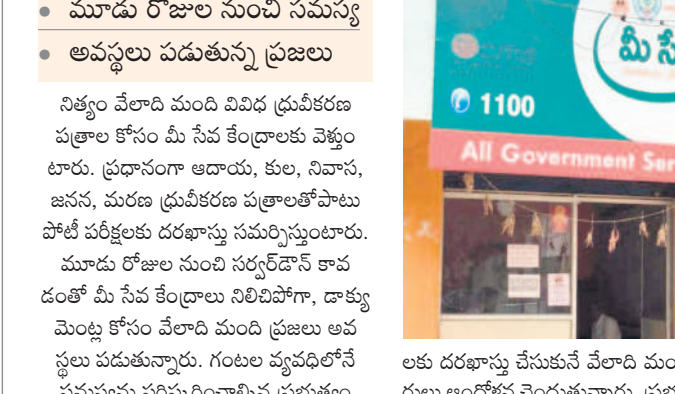 • మూడు రోజుల నుంచి సమస్య
• అవస్థలు పడుతున్న ప్రజలు
నిత్యం వేలాది మంది వివిధ ధ్రువీకరణ
పత్రాల కోసం మీ సేవ కేంద్రాలకు వెళ్తుం
టారు. ప్రధానంగా ఆదాయ, కుల, నివాస,
జనన, మరణ ధ్రువీకరణ పత్రాలతోపాటు
పోటీ పరీక్షలకు దరఖాస్తు సమర్పిస్తుంటారు.
మూడు రోజుల నుంచి సర్వర్‌డౌన్ కావ
డంతో మీ సేవ కేంద్రాలు నిలిచిపోగా, డాక్యు
మెంట్ల కోసం వేలాది మంది ప్రజలు అవ
స్థలు పడుతున్నారు. గంటల వ్యవధిలోనే
మీ
1100
All Government
లకు దరఖాస్తు చేసుకునే వేలాది